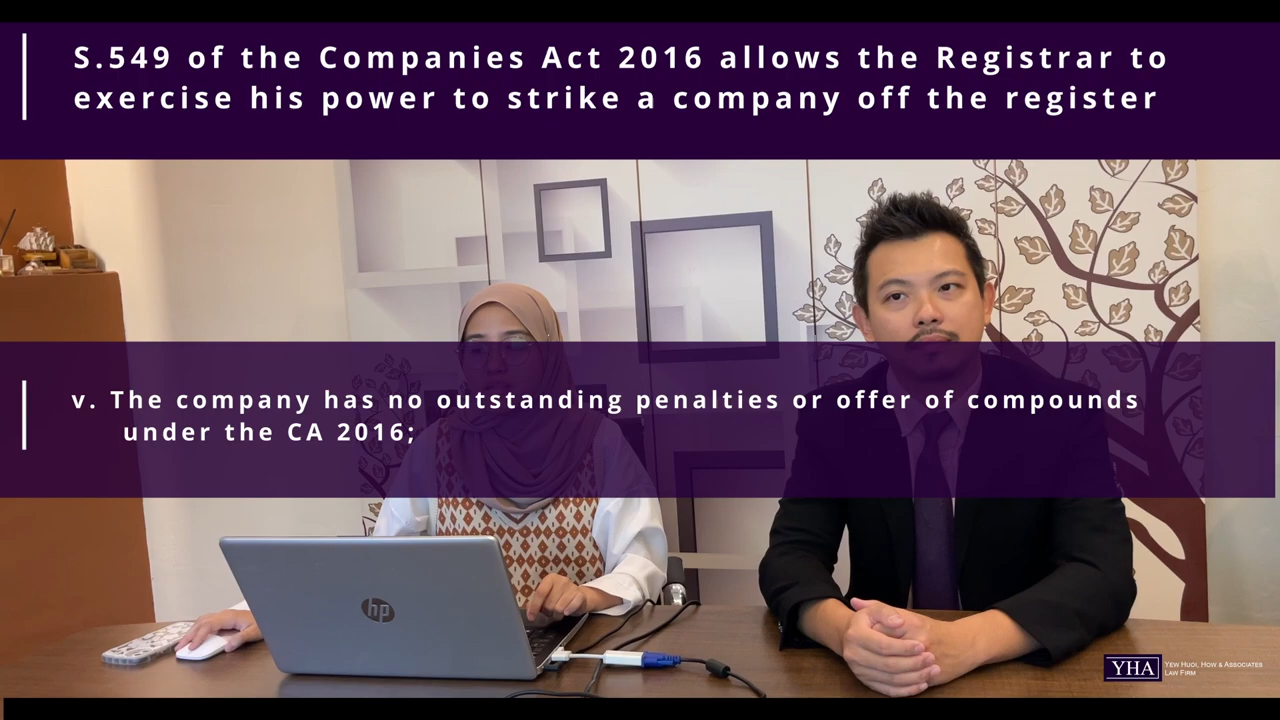 S.549 of the Companies Act 2016 allows the Registrar to
exercise his power to strike a company off the register
v. The company has no outstanding penalties or offer of compounds
under the CA 2016;
hp
YHA
Yew Huoi, How & Associates
Law Firm